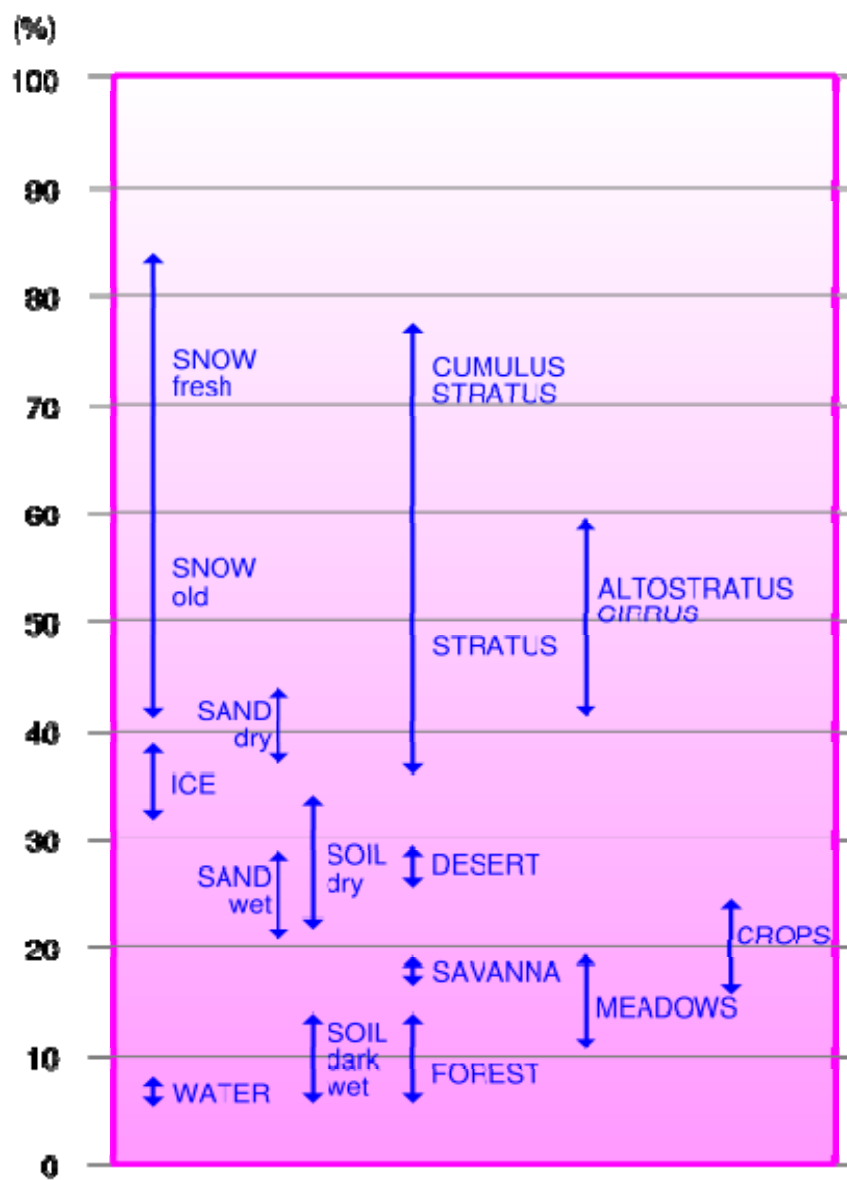 (%)
100
90
80
70
60
50
40
30
20
10
0
SNOW
fresh
CUMULUS
STRATUS
SNOW
old
ALTOSTRATUS
CIRRUS
STRATUS
SAND
dry
ICE
SOIL
dry
DESERT
SAND
wet
CROPS
SAVANNA
MEADOWS
SOIL
dark
wet
FOREST
WATER